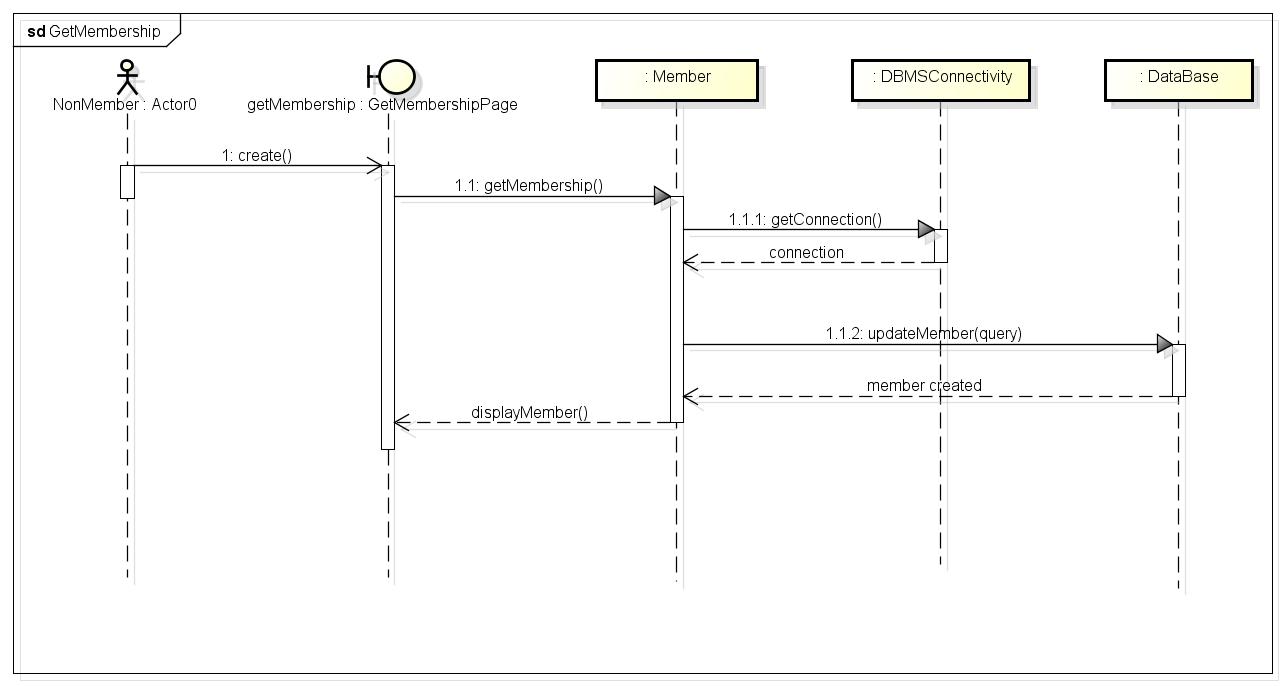 sd GetMembership
NonMember : Actor0
getMembership : GetMembershipPage
: Member
: DBMSConnectivity
: DataBase
1: create()
1.1: getMembership()
1.1.1: getConnection()
connection
1.1.2: updateMember(query)
member created
displayMember()